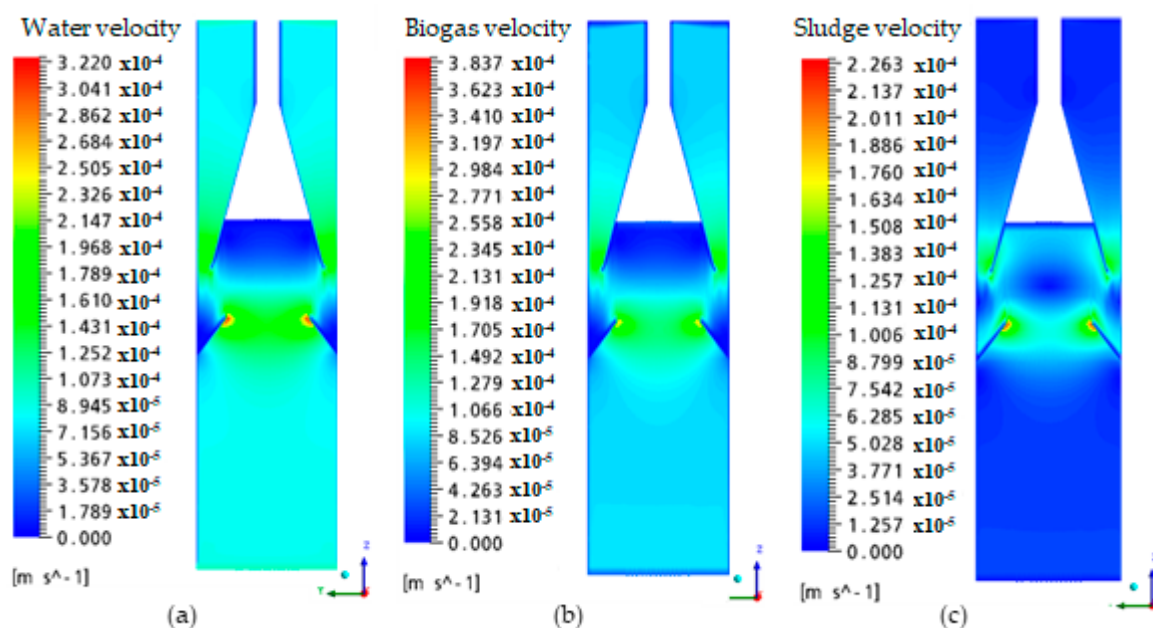 Water velocity
3.220 x10-4
3.041 x10-4
2.862 x10-4
2.684 x10-4
2.505 x10-4
2.326 x10-4
2.147 x10-4
1.968 x10-4
1.789 x10-4
1.610 x10-4
1.431 x10-4
1.252 x10-4
1.073 x10-4
8.945 x10-5
7.156 x10-5
5.367 x10-5
3.578 x10-5
1.789 x10-5
0.000
[m s^-1]
Z
Y
(a)
Biogas velocity
3.837 x10-4
3.623 x10-4
3.410 x10-4
3.197 x10-4
2.984 x10-4
2.771 x10-4
2.558 x10-4
2.345 x10-4
2.131 x10-4
1.918 x10-4
1.705 x10-4
1.492 x10-4
1.279 x10-4
1.066 x10-4
8.526 x10-5
6.394 x10-5
4.263 x10-5
2.131 x10-5
0.000
[m s^-1]
Z
(b)
Sludge velocity
2.263 x10-4
2.137 x10-4
2.011 x10-4
1.886 x10-4
1.760 x10-4
1.634 x10-4
1.508 x10-4
1.383 x10-4
1.257 x10-4
1.131 x10-4
1.006 x10-4
8.799 x10-5
7.542 x10-5
6.285 x10-5
5.028 x10-5
3.771 x10-5
2.514 x10-5
1.257 x10-5
0.000
[m s^-1]
Z
(c)